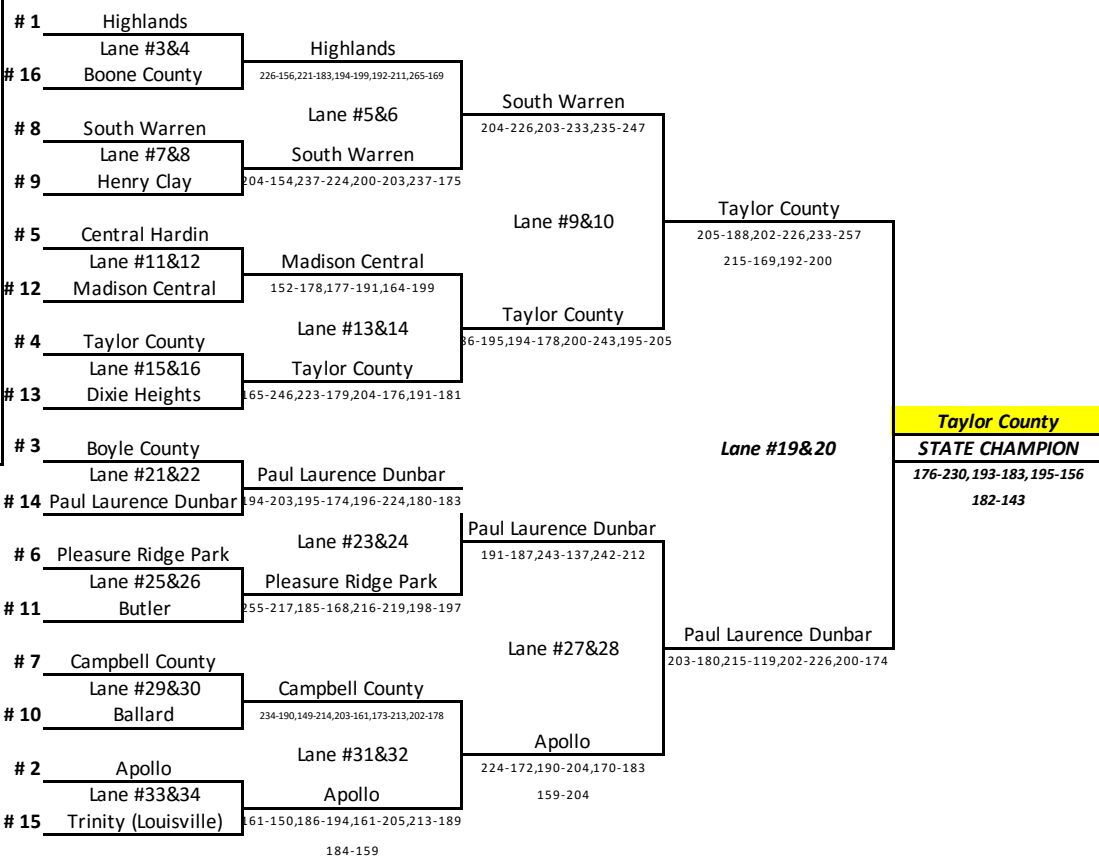 # 1 Highlands
Lane #3&4 Highlands
# 16 Boone County 226-156,221-183,194-199,192-211,265-169
South Warren
Lane #5&6
# 8 South Warren 204-226,203-233,235-247
Lane #7&8 South Warren
# 9 Henry Clay 204-154,237-224,200-203,237-175
Taylor County
Lane #9&10
# 5 Central Hardin 205-188,202-226,233-257
Lane #11&12 Madison Central 215-169,192-200
# 12 Madison Central 152-178,177-191,164-199
Taylor County
Lane #13&14
# 4 Taylor County 36-195,194-178,200-243,195-205
Lane #15&16 Taylor County
# 13 Dixie Heights 165-246,223-179,204-176,191-181
Taylor County
# 3 Boyle County Lane #19&20 STATE CHAMPION
Lane #21&22 Paul Laurence Dunbar 176-230,193-183,195-156
# 14 Paul Laurence Dunbar 194-203,195-174,196-224,180-183 182-143
Paul Laurence Dunbar
Lane #23&24
# 6 Pleasure Ridge Park 191-187,243-137,242-212
Lane #25&26 Pleasure Ridge Park
# 11 Butler 255-217,185-168,216-219,198-197
Paul Laurence Dunbar
Lane #27&28
# 7 Campbell County 203-180,215-119,202-226,200-174
Lane #29&30 Campbell County
# 10 Ballard 234-190,149-214,203-161,173-213,202-178
Apollo
Lane #31&32
# 2 Apollo 224-172,190-204,170-183
Lane #33&34 Apollo 159-204
# 15 Trinity (Louisville) 161-150,186-194,161-205,213-189
184-159